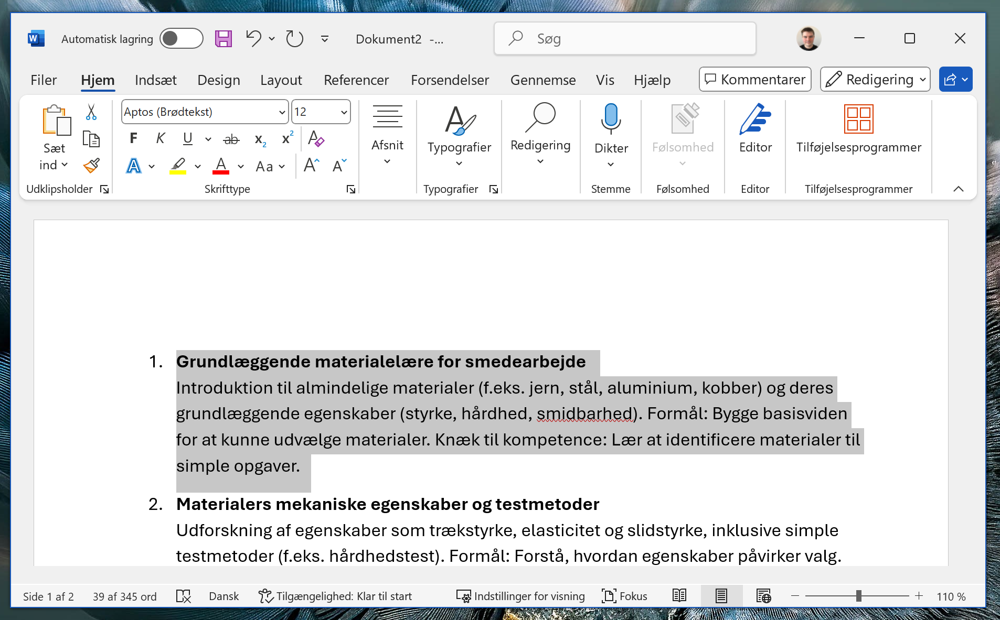 W Automatisk lagring Dokument2 -... Søg
Filer Hjem Indsæt Design Layout Referencer Forsendelser Gennemse Vis Hjælp Kommentarer Redigering
Sæt ind
Udklipsholder
Aptos (Brødtekst) 12
F K U ab x2 x2 A
A A Aa A A
Skrifttype
Afsnit
Typografier
Typografier
Redigering
Dikter
Stemme
Følsomhed
Følsomhed
Editor
Editor
Tilføjelsesprogrammer
Tilføjelsesprogrammer
1. Grundlæggende materialelære for smedearbejde
Introduktion til almindelige materialer (f.eks. jern, stål, aluminium, kobber) og deres
grundlæggende egenskaber (styrke, hårdhed, smidbarhed). Formål: Bygge basisviden
for at kunne udvælge materialer. Knæk til kompetence: Lær at identificere materialer til
simple opgaver.
2. Materialers mekaniske egenskaber og testmetoder
Udforskning af egenskaber som trækstyrke, elasticitet og slidstyrke, inklusive simple
testmetoder (f.eks. hårdhedstest). Formål: Forstå, hvordan egenskaber påvirker valg.
Side 1 af 2 39 af 345 ord Dansk Tilgængelighed: Klar til start Indstillinger for visning Fokus 110 %